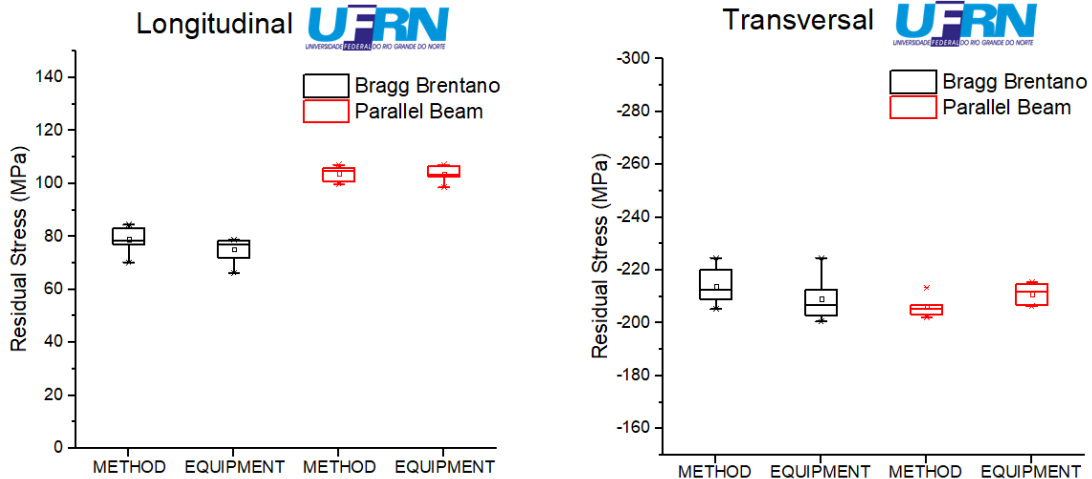 Longitudinal
UFRN
UNIVERSIDADE FEDERAL DO RIO GRANDE DO NORTE
Bragg Brentano
Parallel Beam
Residual Stress (MPa)
140
120
100
80
60
40
20
0
METHOD EQUIPMENT METHOD EQUIPMENT
Transversal
UFRN
UNIVERSIDADE FEDERAL DO RIO GRANDE DO NORTE
Bragg Brentano
Parallel Beam
Residual Stress (MPa)
-300
-280
-260
-240
-220
-200
-180
-160
METHOD EQUIPMENT METHOD EQUIPMENT